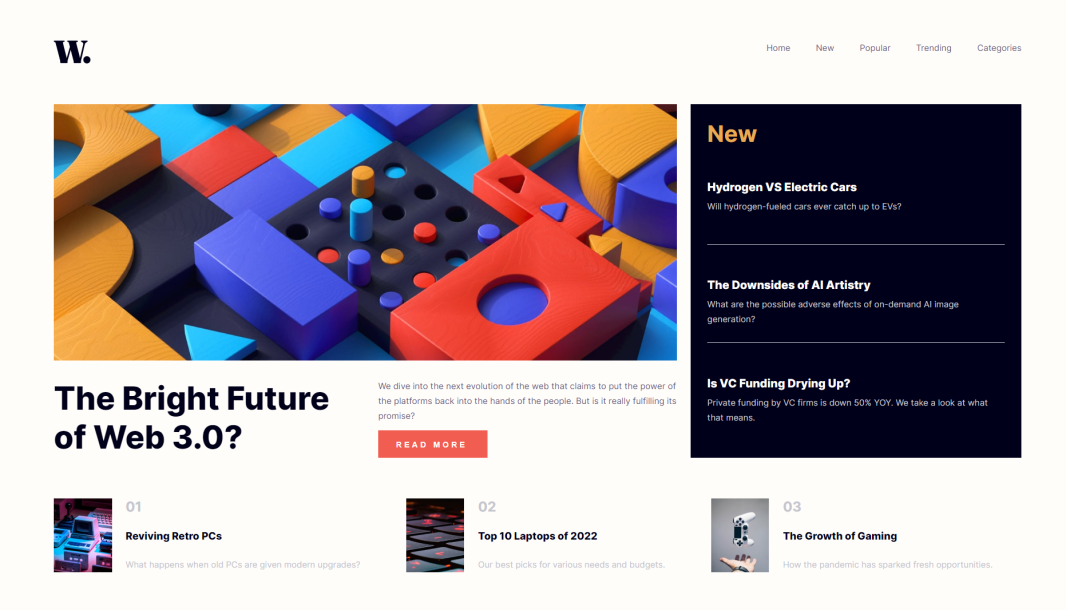 W.
Home New Popular Trending Categories
New
Hydrogen VS Electric Cars
Will hydrogen-fueled cars ever catch up to EVs?
The Downsides of AI Artistry
What are the possible adverse effects of on-demand AI image
generation?
Is VC Funding Drying Up?
Private funding by VC firms is down 50% YOY. We take a look at what
that means.
The Bright Future
of Web 3.0?
We dive into the next evolution of the web that claims to put the power of
the platforms back into the hands of the people. But is it really fulfilling its
promise?
READ MORE
01
Reviving Retro PCs
What happens when old PCs are given modern upgrades?
02
Top 10 Laptops of 2022
Our best picks for various needs and budgets.
03
The Growth of Gaming
How the pandemic has sparked fresh opportunities.